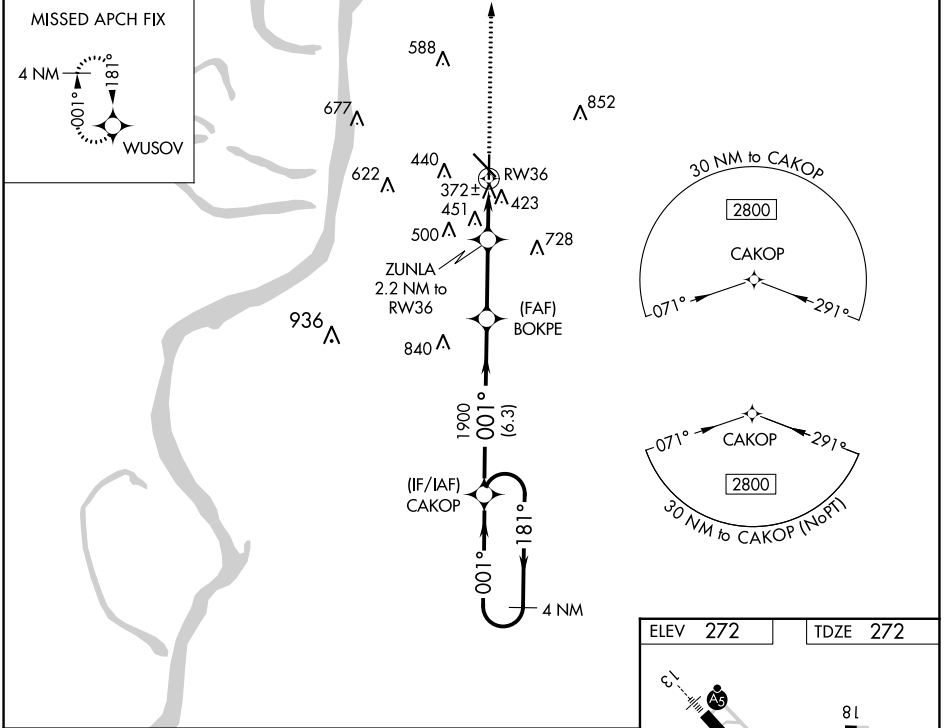 MISSED APCH FIX
4 NM
181°
001°
WUSOV
588
677
852
622
440
RW36
372±
423
451
500
728
ZUNLA
2.2 NM to
RW36
(FAF)
BOKPE
936
840
1900
001°
(6.3)
(IF/IAF)
CAKOP
181°
001°
4 NM
30 NM to CAKOP
2800
CAKOP
071°
291°
071°
291°
CAKOP
2800
30 NM to CAKOP (NoPT)
ELEV 272
TDZE 272
13
A5
18